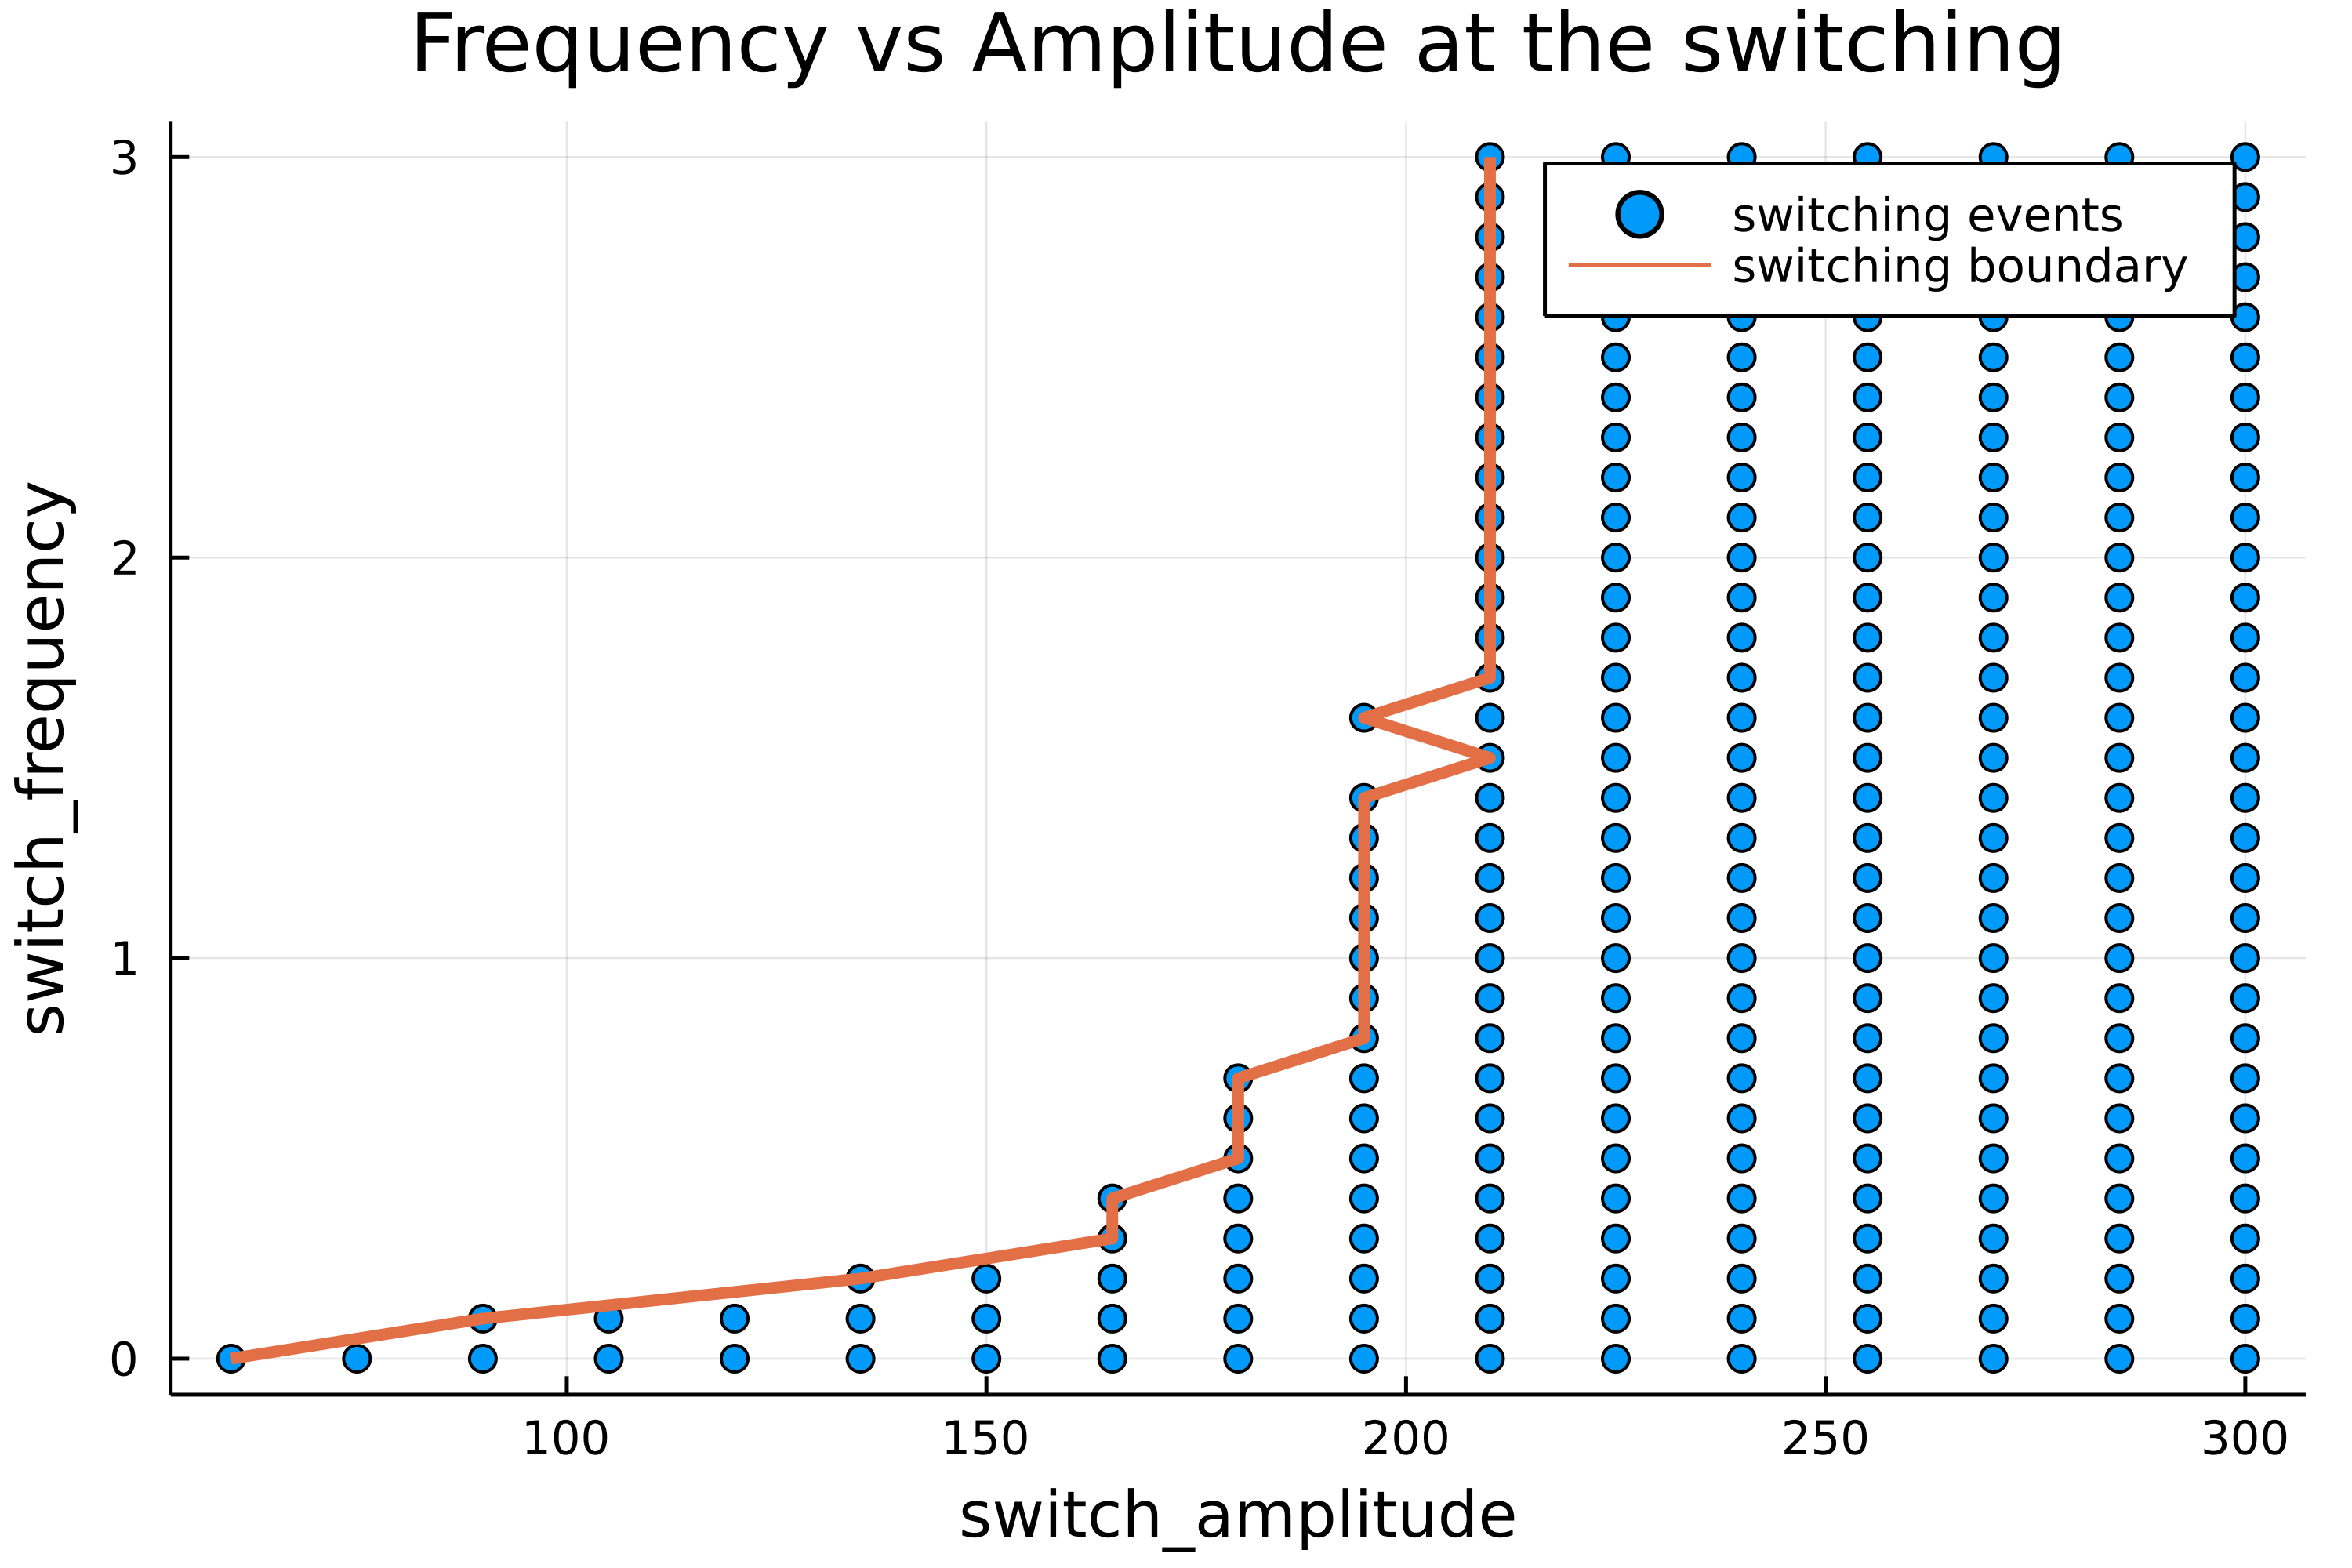 Frequency vs Amplitude at the switching
switch_frequency
3
2
1
0
switching events
switching boundary
100 150 200 250 300
switch_amplitude